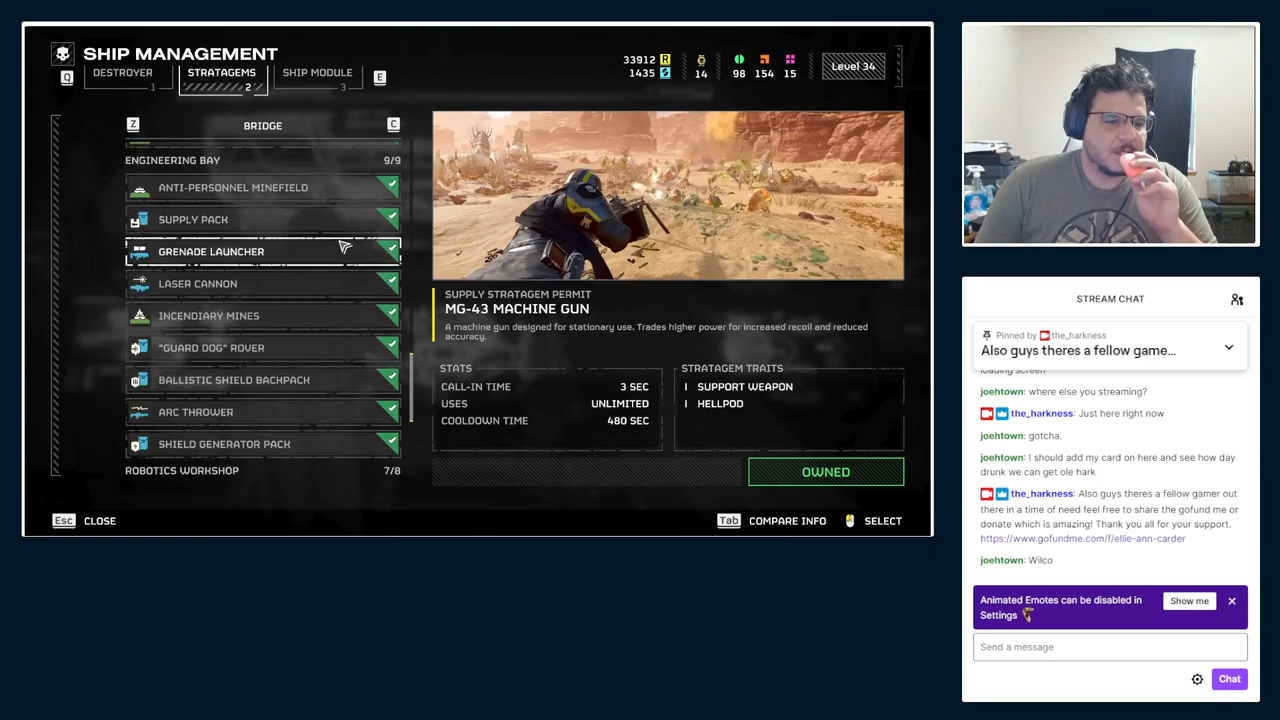 SHIP MANAGEMENT
Q
DESTROYER
1
STRATAGEMS
2
SHIP MODULE
3
E
33912 R
1435
14
98
154
15
Level 34
Z
BRIDGE
C
ENGINEERING BAY
9/9
ANTI-PERSONNEL MINEFIELD
SUPPLY PACK
GRENADE LAUNCHER
LASER CANNON
INCENDIARY MINES
"GUARD DOG" ROVER
BALLISTIC SHIELD BACKPACK
ARC THROWER
SHIELD GENERATOR PACK
ROBOTICS WORKSHOP
7/8
SUPPLY STRATAGEM PERMIT
MG-43 MACHINE GUN
A machine gun designed for stationary use. Trades higher power for increased recoil and reduced
accuracy.
STATS
CALL-IN TIME 3 SEC
USES UNLIMITED
COOLDOWN TIME 480 SEC
STRATAGEM TRAITS
SUPPORT WEAPON
HELLPOD
OWNED
Esc CLOSE
Tab COMPARE INFO
SELECT
STREAM CHAT
Pinned by the_harkness
Also guys theres a fellow game...
loading screen
joehtown: where else you streaming?
the_harkness: Just here right now
joehtown: gotcha.
joehtown: I should add my card on here and see how day
drunk we can get ole hark
the_harkness: Also guys theres a fellow gamer out
there in a time of need feel free to share the gofund me or
donate which is amazing! Thank you all for your support.
https://www.gofundme.com/f/ellie-ann-carder
joehtown: Wilco
Animated Emotes can be disabled in
Settings
Show me
Send a message
Chat